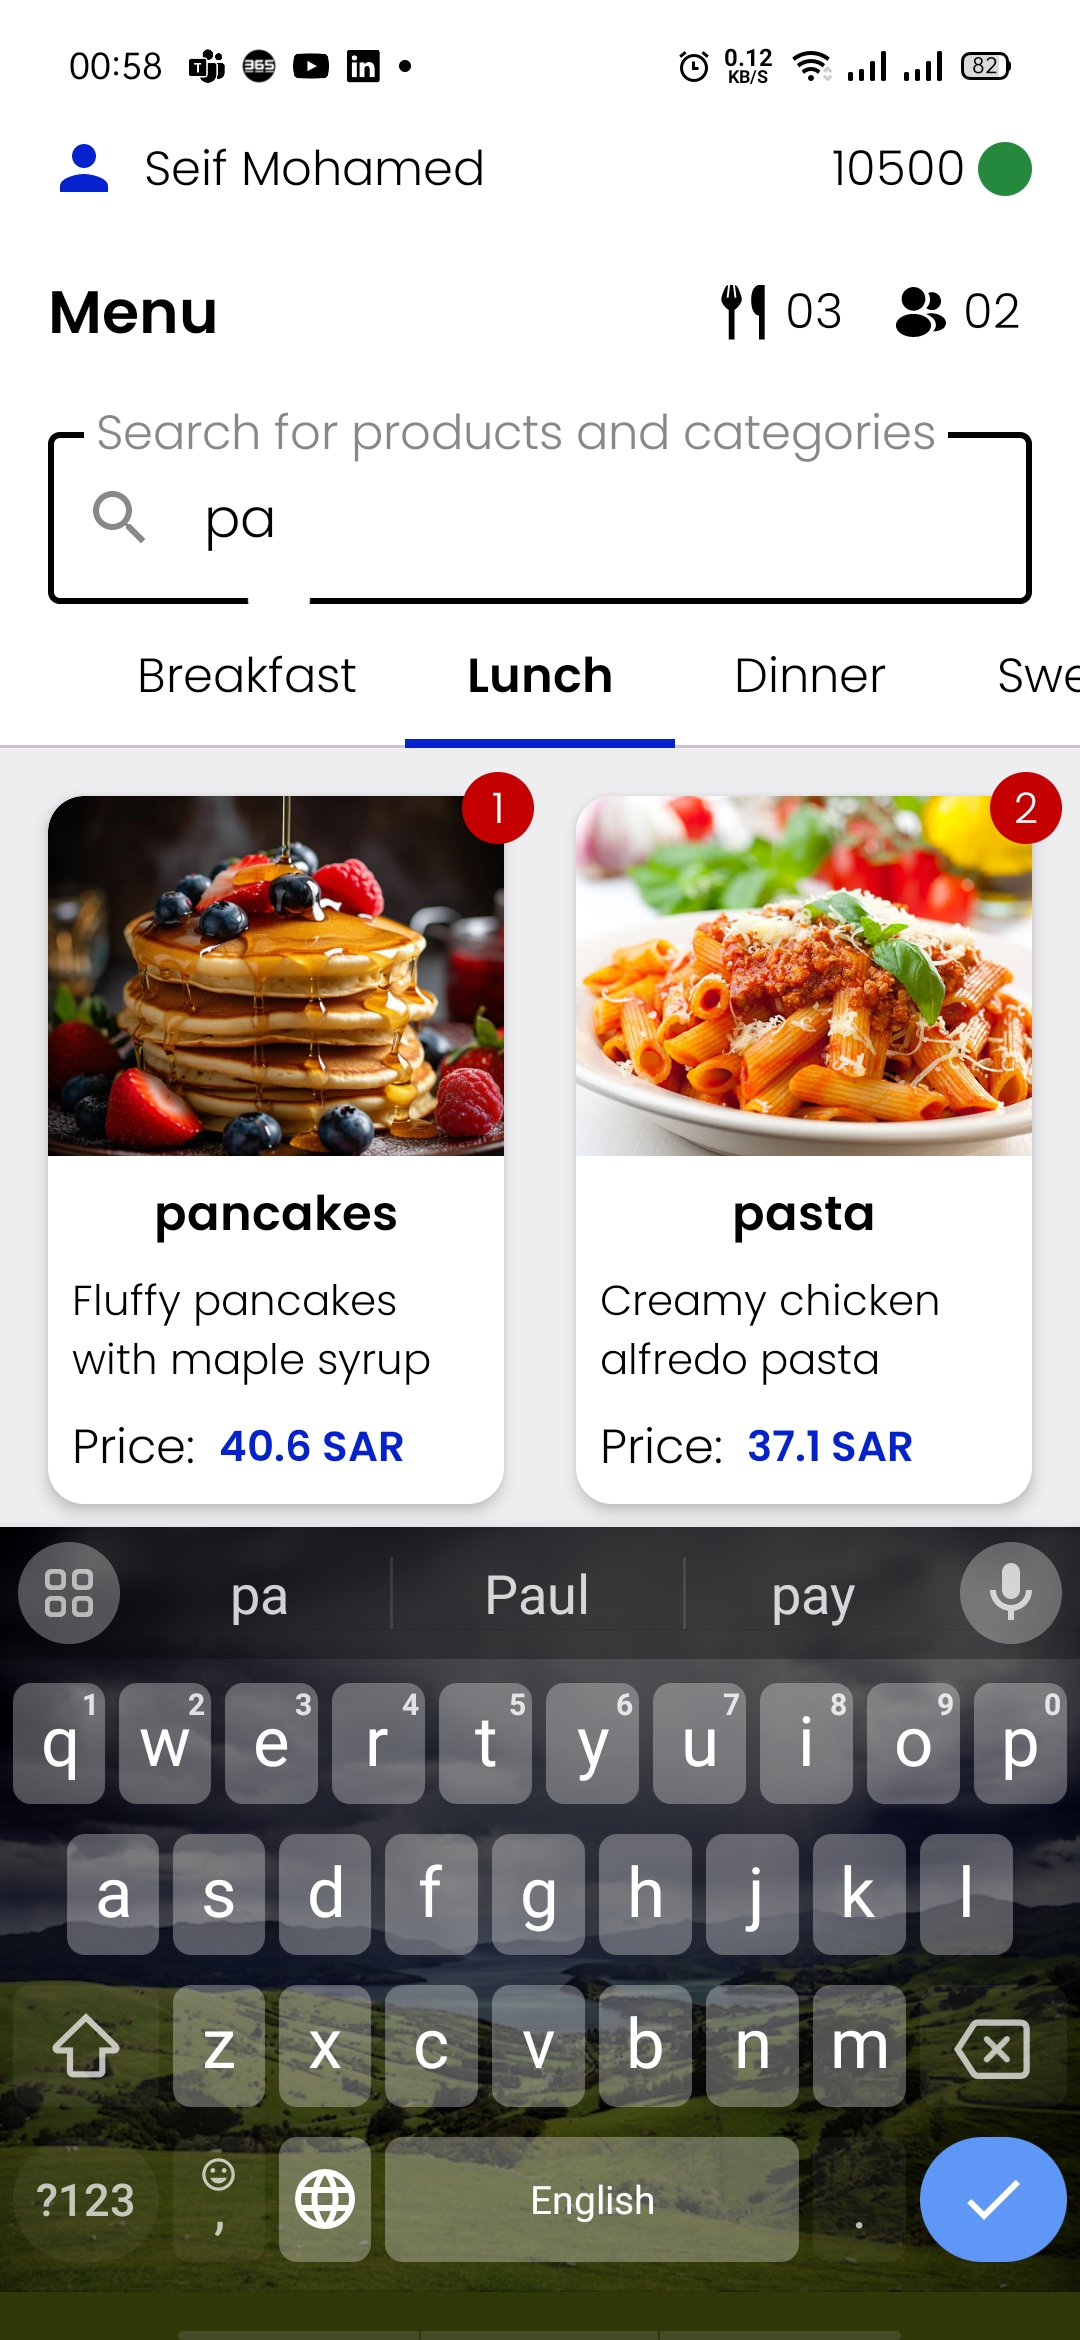 00:58 365 in 0.12 KB/S 82
Seif Mohamed 10500
Menu 03 02
Search for products and categories
pa
Breakfast Lunch Dinner Swe
1 2
pancakes pasta
Fluffy pancakes
with maple syrup
Creamy chicken
alfredo pasta
Price: 40.6 SAR Price: 37.1 SAR
pa Paul pay
1 2 3 4 5 6 7 8 9 0
q w e r t y u i o p
a s d f g h j k l
z x c v b n m
?123 , English .